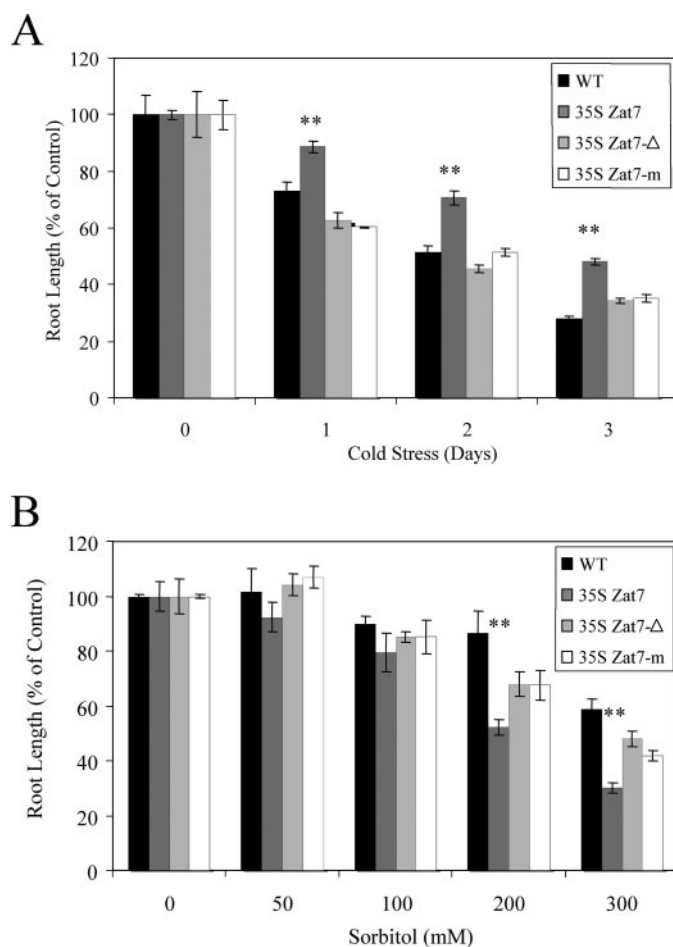 A
120
100
80
60
40
20
0
Root Length (% of Control)
** ** **
WT
35S Zat7
35S Zat7-Δ
35S Zat7-m
0 1 2 3
Cold Stress (Days)
B
120
100
80
60
40
20
0
Root Length (% of Control)
** **
WT
35S Zat7
35S Zat7-Δ
35S Zat7-m
0 50 100 200 300
Sorbitol (mM)